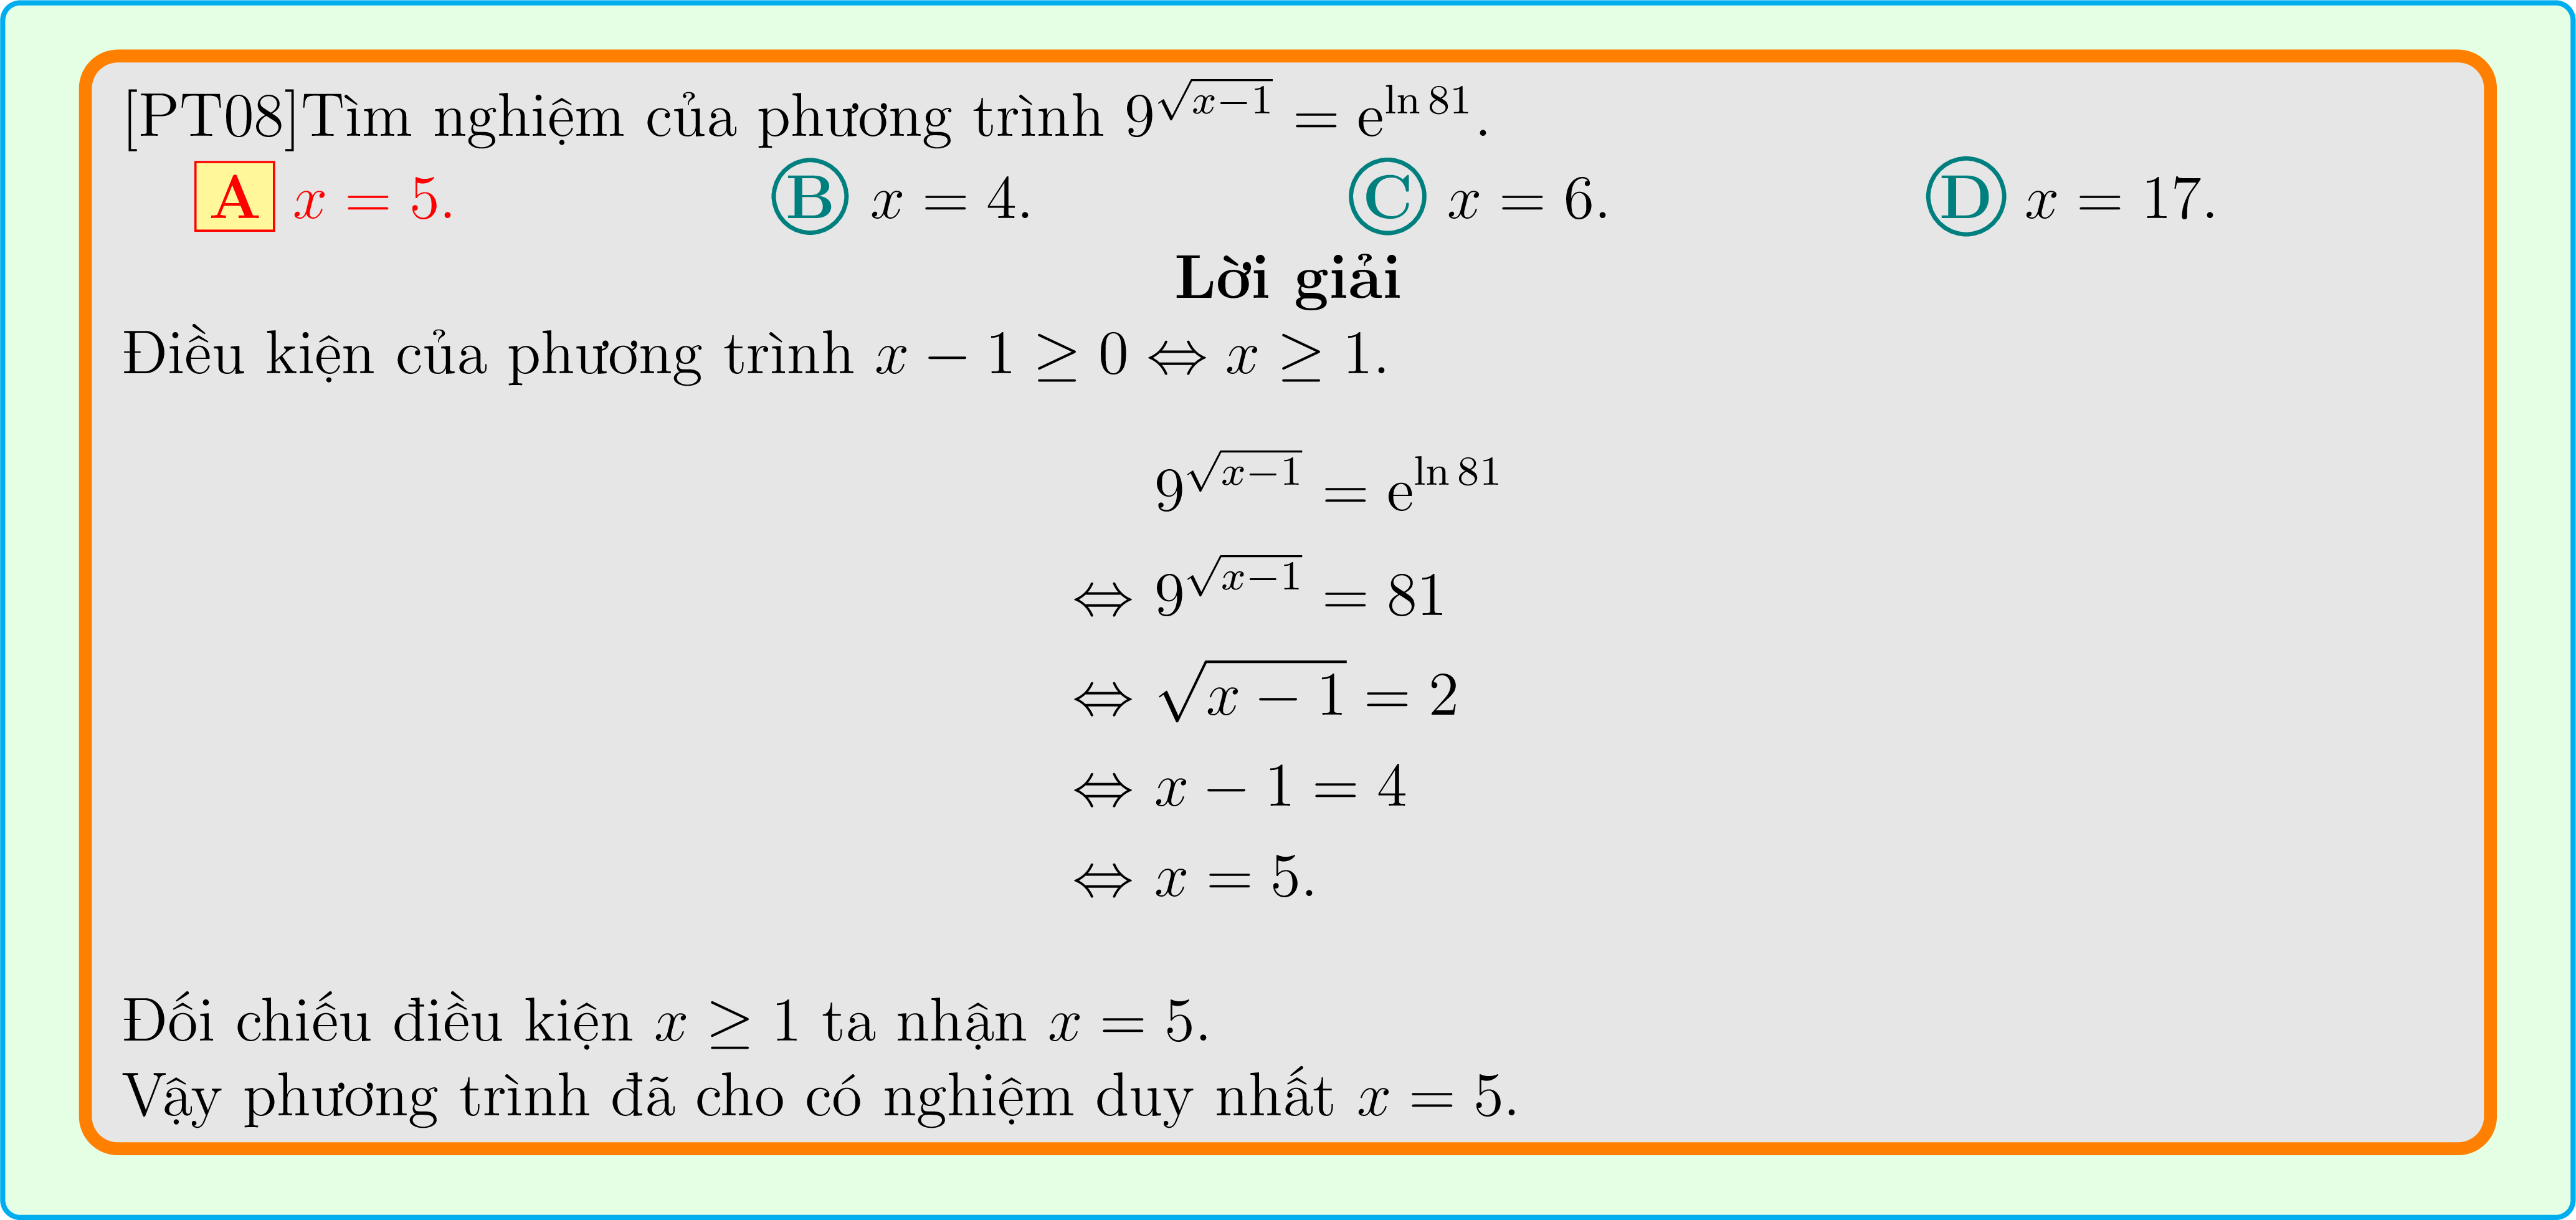 [PT08]Tìm nghiệm của phương trình $9^{\sqrt{x-1}} = \mathrm{e}^{\ln 81}$.
A x = 5. B x = 4. C x = 6. D x = 17.
Lời giải
Điều kiện của phương trình $x - 1 \geq 0 \Leftrightarrow x \geq 1$.
$9^{\sqrt{x-1}} = \mathrm{e}^{\ln 81}$
$\Leftrightarrow 9^{\sqrt{x-1}} = 81$
$\Leftrightarrow \sqrt{x-1} = 2$
$\Leftrightarrow x - 1 = 4$
$\Leftrightarrow x = 5.$
Đối chiếu điều kiện $x \geq 1$ ta nhận $x = 5$.
Vậy phương trình đã cho có nghiệm duy nhất $x = 5$.